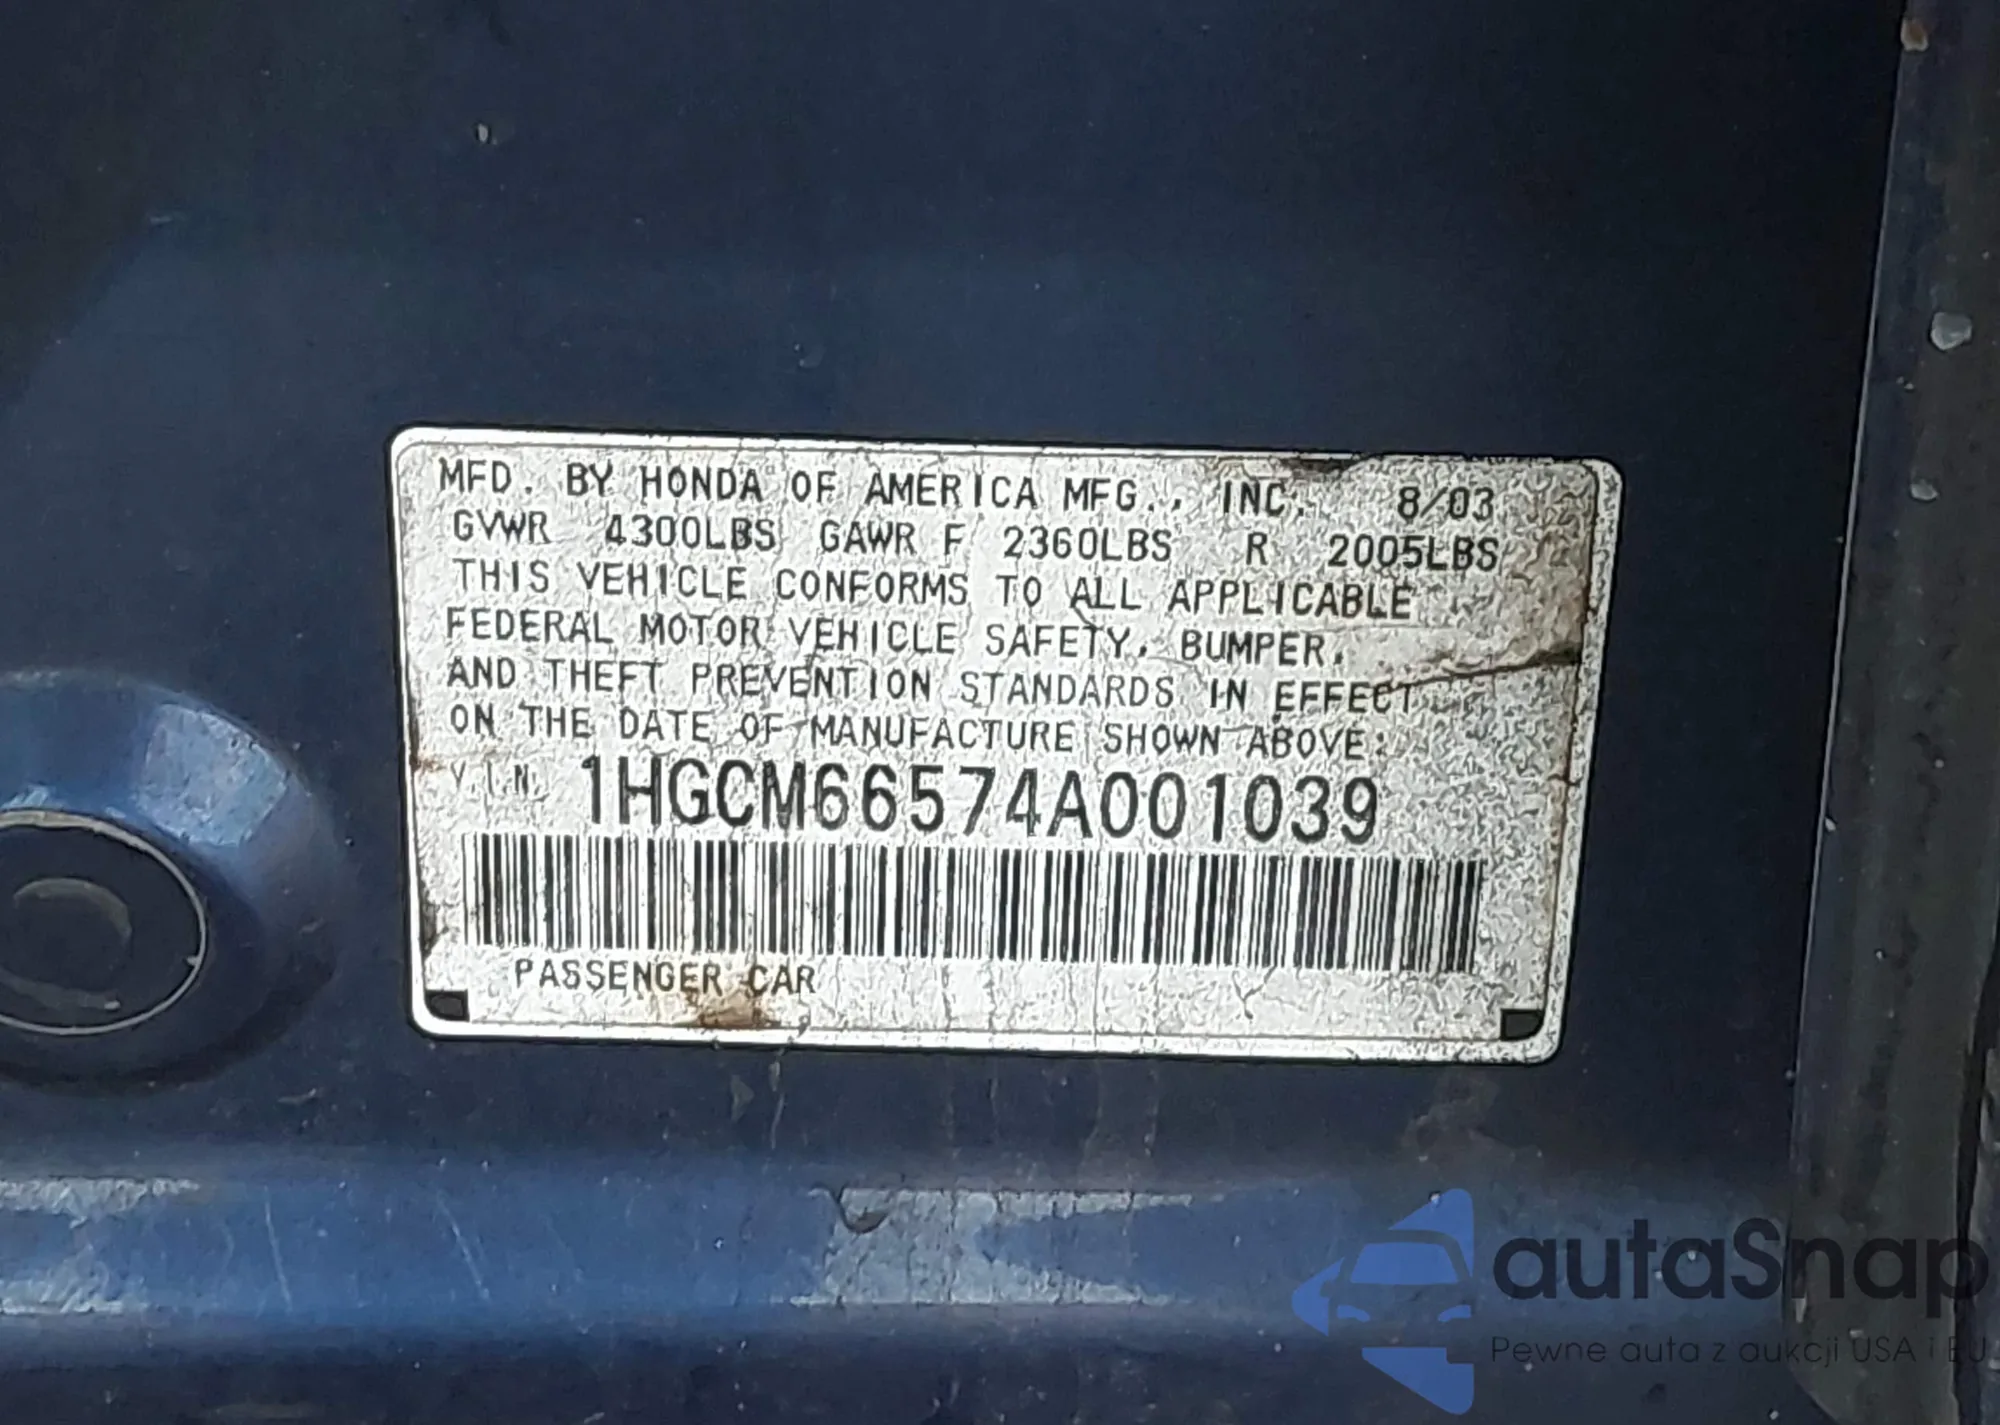 MFD. BY HONDA OF AMERICA MFG., INC. 8/03
GVWR 4300LBS GAWR F 2360LBS R 2005LBS
THIS VEHICLE CONFORMS TO ALL APPLICABLE
FEDERAL MOTOR VEHICLE SAFETY, BUMPER,
AND THEFT PREVENTION STANDARDS IN EFFECT
ON THE DATE OF MANUFACTURE SHOWN ABOVE:
V.I.N. 1HGCM66574A001039
PASSENGER CAR
autaSnap
Pewne auta z aukcji USA i EU